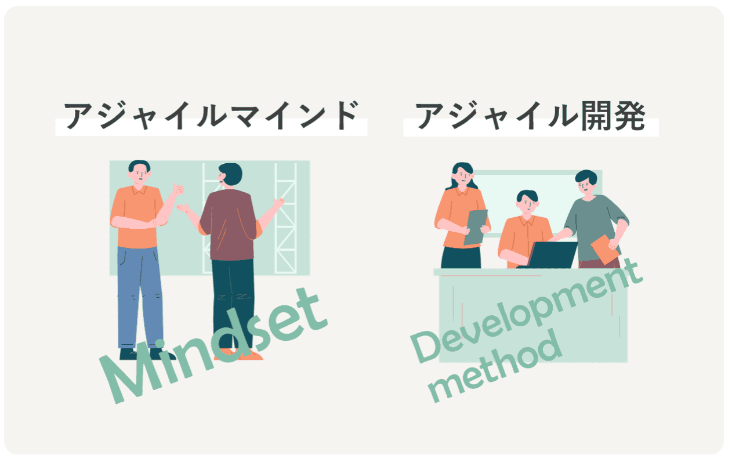 アジャイルマインド
Mindset
アジャイル開発
Development
method